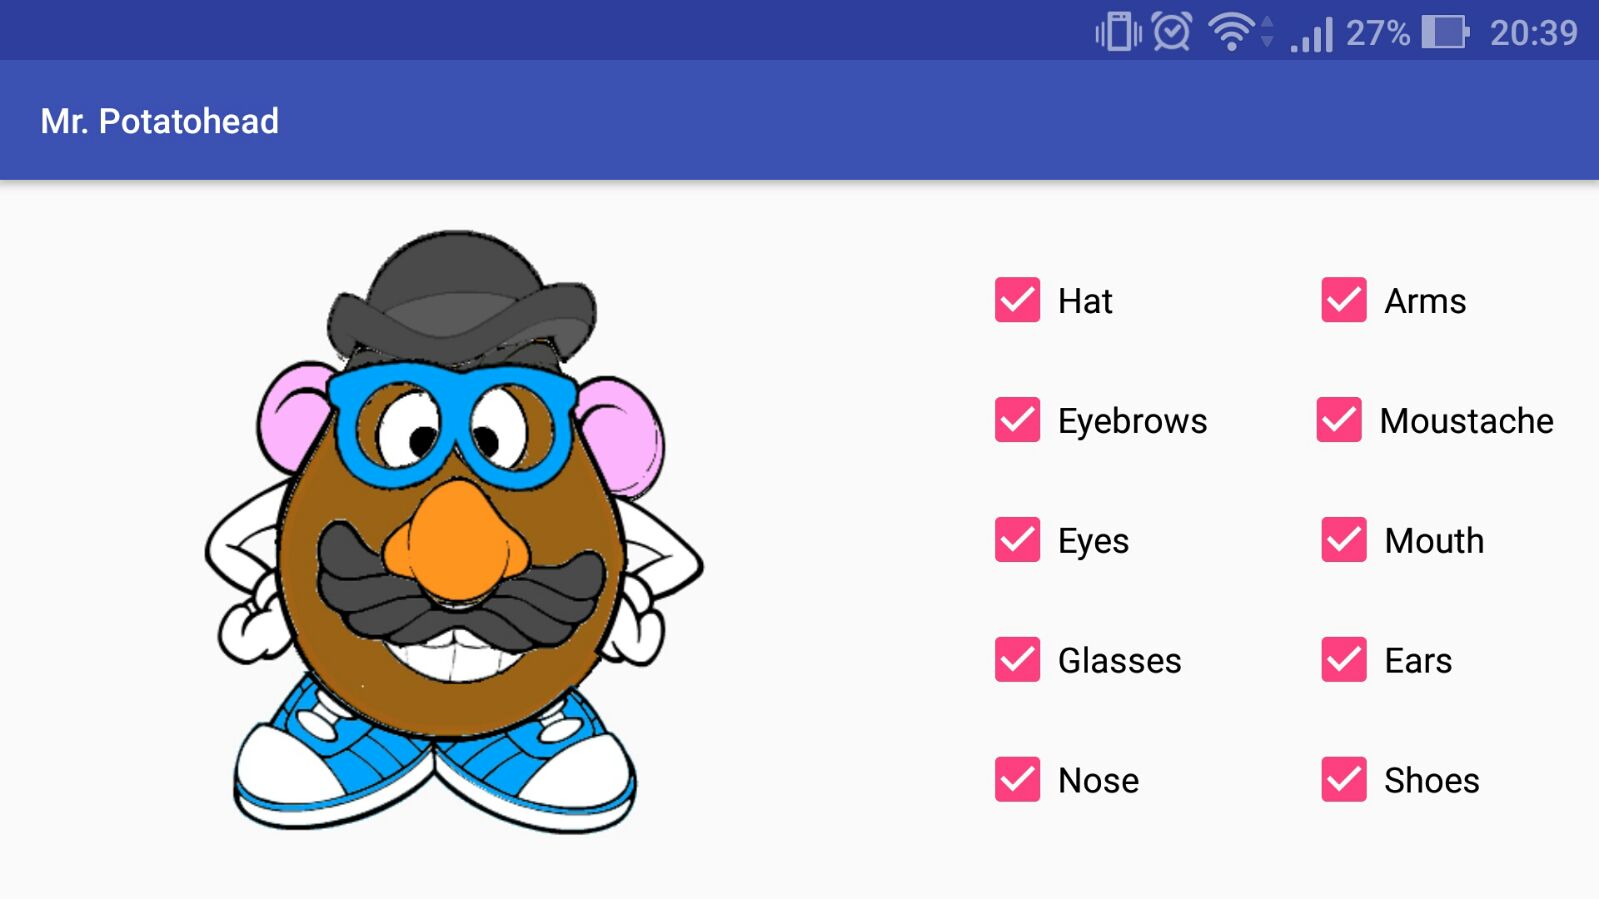 27% 20:39
Mr. Potatohead
Hat
Arms
Eyebrows
Moustache
Eyes
Mouth
Glasses
Ears
Nose
Shoes